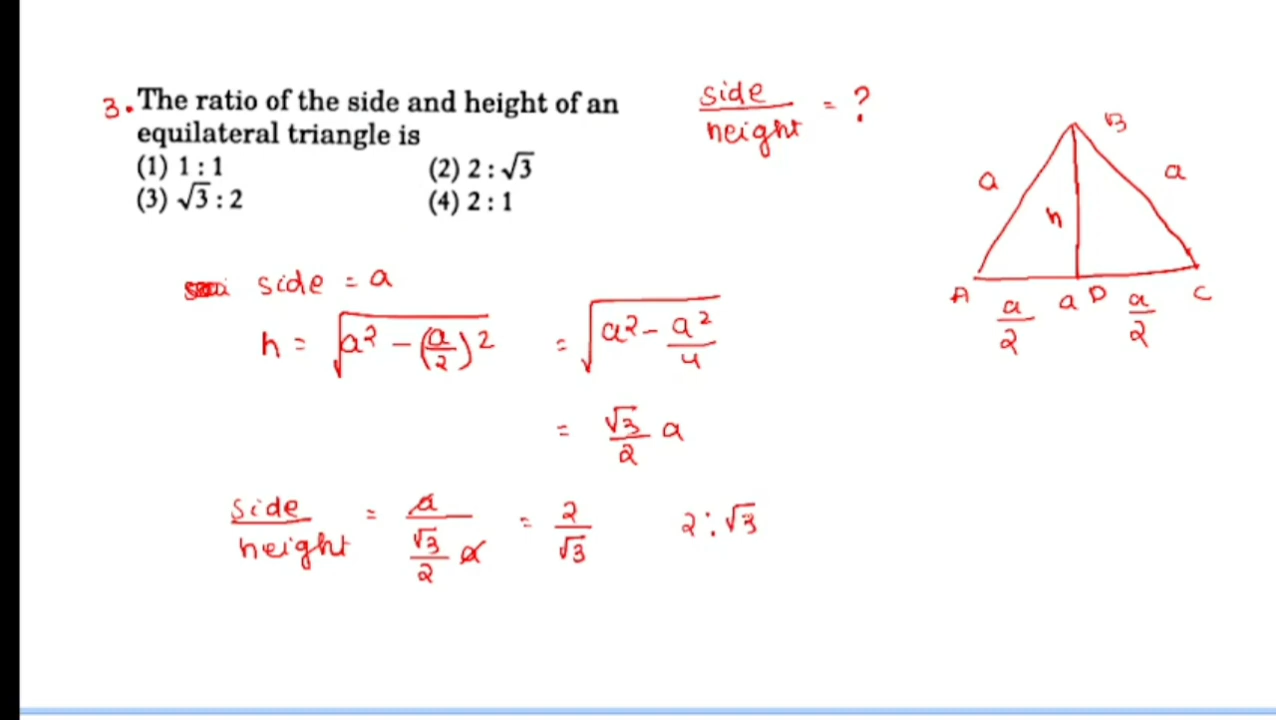 3. The ratio of the side and height of an
equilateral triangle is
(1) 1 : 1 (2) 2 : √3
(3) √3 : 2 (4) 2 : 1
side/height = ?
B
a a
h
A a D C
a/2 a/2
side = a
h = √(a² - (a/2)²) = √(a² - a²/4)
= √3/2 a
side/height = a/(√3/2 a) = 2/√3 2 : √3